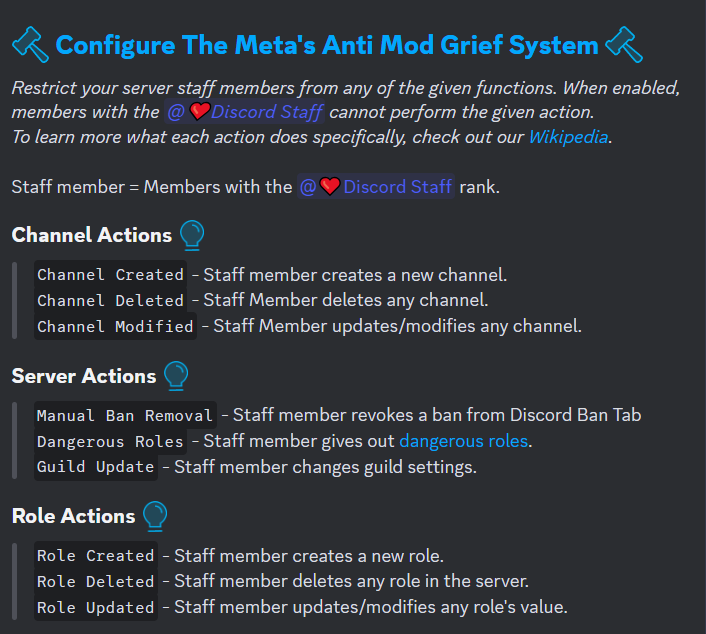 Configure The Meta's Anti Mod Grief System
Restrict your server staff members from any of the given functions. When enabled,
members with the @❤️Discord Staff cannot perform the given action.
To learn more what each action does specifically, check out our Wikipedia.
Staff member = Members with the @❤️Discord Staff rank.
Channel Actions
Channel Created - Staff member creates a new channel.
Channel Deleted - Staff Member deletes any channel.
Channel Modified - Staff Member updates/modifies any channel.
Server Actions
Manual Ban Removal - Staff member revokes a ban from Discord Ban Tab
Dangerous Roles - Staff member gives out dangerous roles.
Guild Update - Staff member changes guild settings.
Role Actions
Role Created - Staff member creates a new role.
Role Deleted - Staff member deletes any role in the server.
Role Updated - Staff member updates/modifies any role's value.